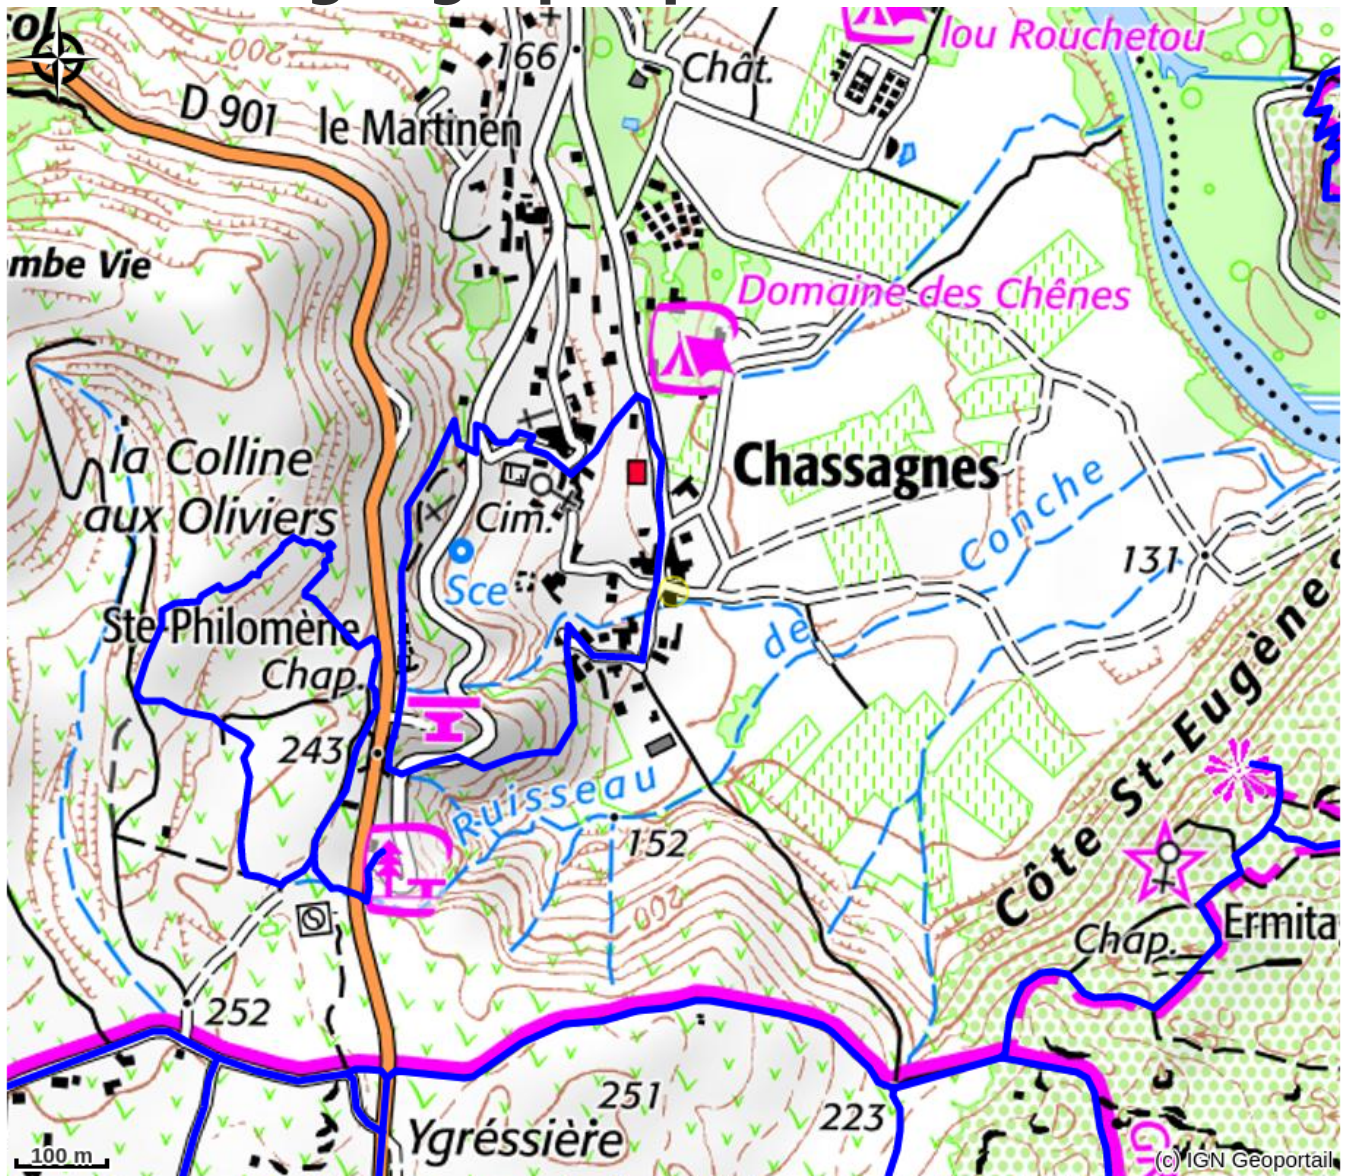 lou Rouchetou
166
Chât.
200
D 901
le Martinen
mbe Vie
Domaine des Chênes
la Colline
aux Oliviers
Chassagnes
Cim.
Conche
131
Sce
Ste-Philomène
Chap.
de
243
Ruisseau
152
Côte St-Eugène
200
Chap.
Ermita
252
251
223
Ygréssière
100 m
(c) IGN Geoportail